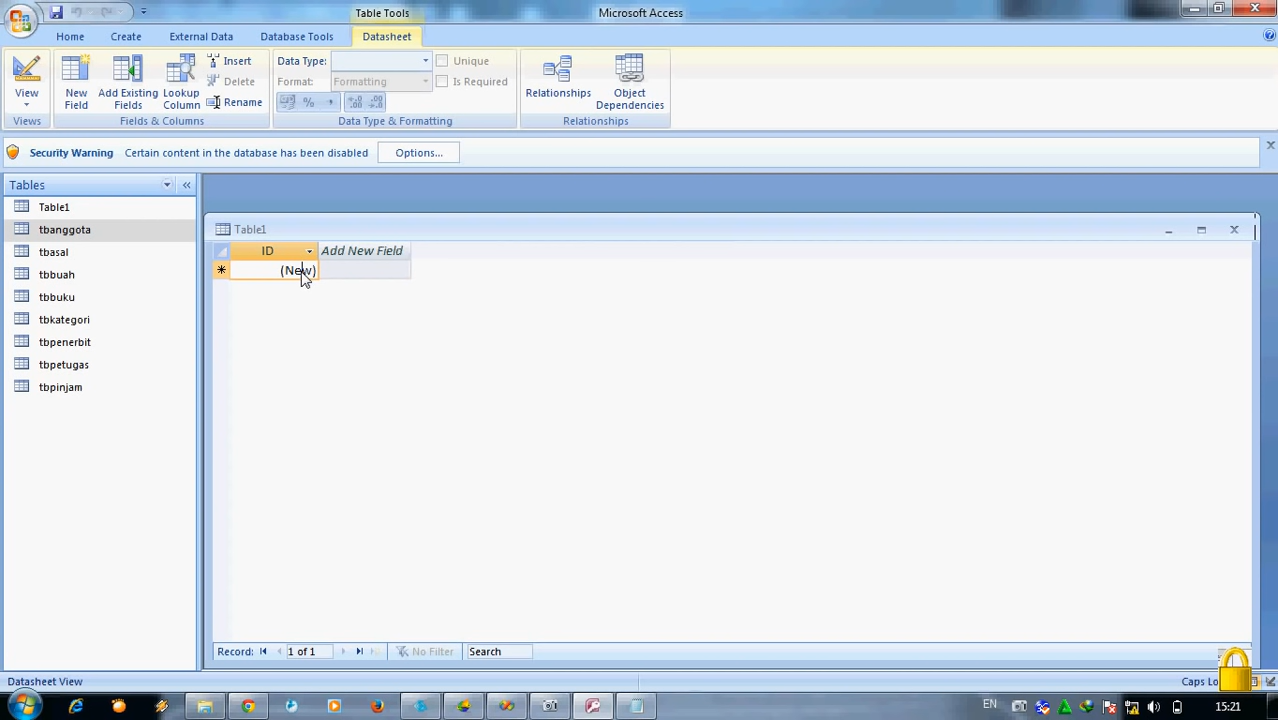 Table Tools
Microsoft Access
Home
Create
External Data
Database Tools
Datasheet
View
New Field
Add Existing Fields
Lookup Column
Insert
Delete
Rename
Data Type:
Format:
Formatting
%
Unique
Is Required
Relationships
Object Dependencies
Views
Fields & Columns
Data Type & Formatting
Relationships
Security Warning
Certain content in the database has been disabled
Options...
Tables
Table1
tbanggota
tbasal
tbbuah
tbbuku
tbkategori
tbpenerbit
tbpetugas
tbpinjam
Table1
ID
Add New Field
(New)
Record:
1 of 1
No Filter
Search
Datasheet View
Caps Lo
EN
15:21